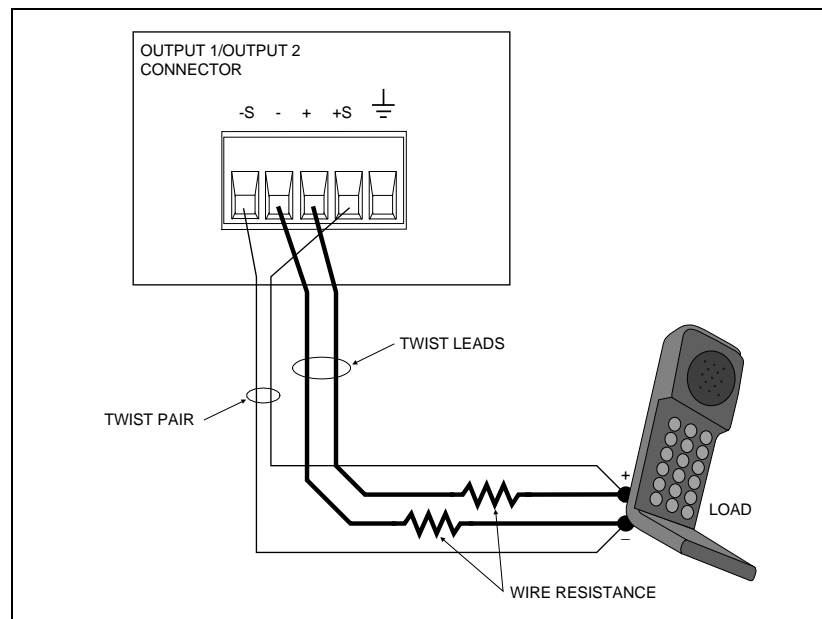 OUTPUT 1/OUTPUT 2
CONNECTOR
-S - + +S
TWIST LEADS
TWIST PAIR
+
LOAD
–
WIRE RESISTANCE